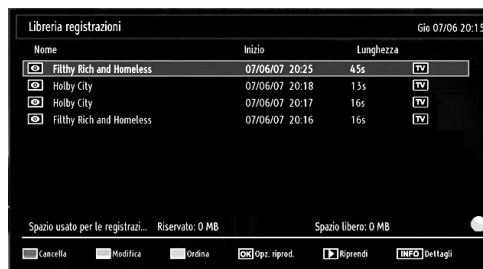 Libreria registrazioni Gio 07/06 20:15
Nome Inizio Lunghezza
Filthy Rich and Homeless 07/06/07 20:25 45s TV
Holby City 07/06/07 20:18 13s TV
Holby City 07/06/07 20:17 16s TV
Filthy Rich and Homeless 07/06/07 20:16 16s TV
Spazio usato per le registrazi... Riservato: 0 MB Spazio libero: 0 MB
Cancella Modifica Ordina OK Opz. riprod. Riprendi INFO Dettagli